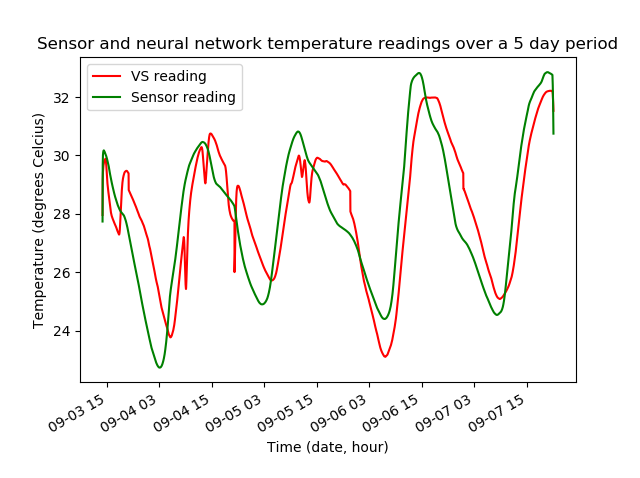 Sensor and neural network temperature readings over a 5 day period
VS reading
Sensor reading
Temperature (degrees Celcius)
32
30
28
26
24
09-03 15
09-04 03
09-04 15
09-05 03
09-05 15
09-06 03
09-06 15
09-07 03
09-07 15
Time (date, hour)